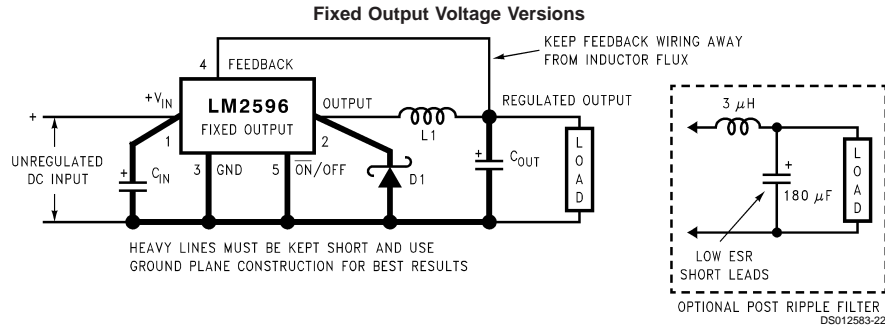 Fixed Output Voltage Versions
KEEP FEEDBACK WIRING AWAY
FROM INDUCTOR FLUX
4 FEEDBACK
+VIN
LM2596
FIXED OUTPUT
OUTPUT
REGULATED OUTPUT
+
1
2
L1
3 μH
UNREGULATED
DC INPUT
+
CIN
3 GND
5 ON/OFF
D1
+
COUT
LOAD
+
180 μF
LOAD
HEAVY LINES MUST BE KEPT SHORT AND USE
GROUND PLANE CONSTRUCTION FOR BEST RESULTS
LOW ESR
SHORT LEADS
OPTIONAL POST RIPPLE FILTER
DS012583-22